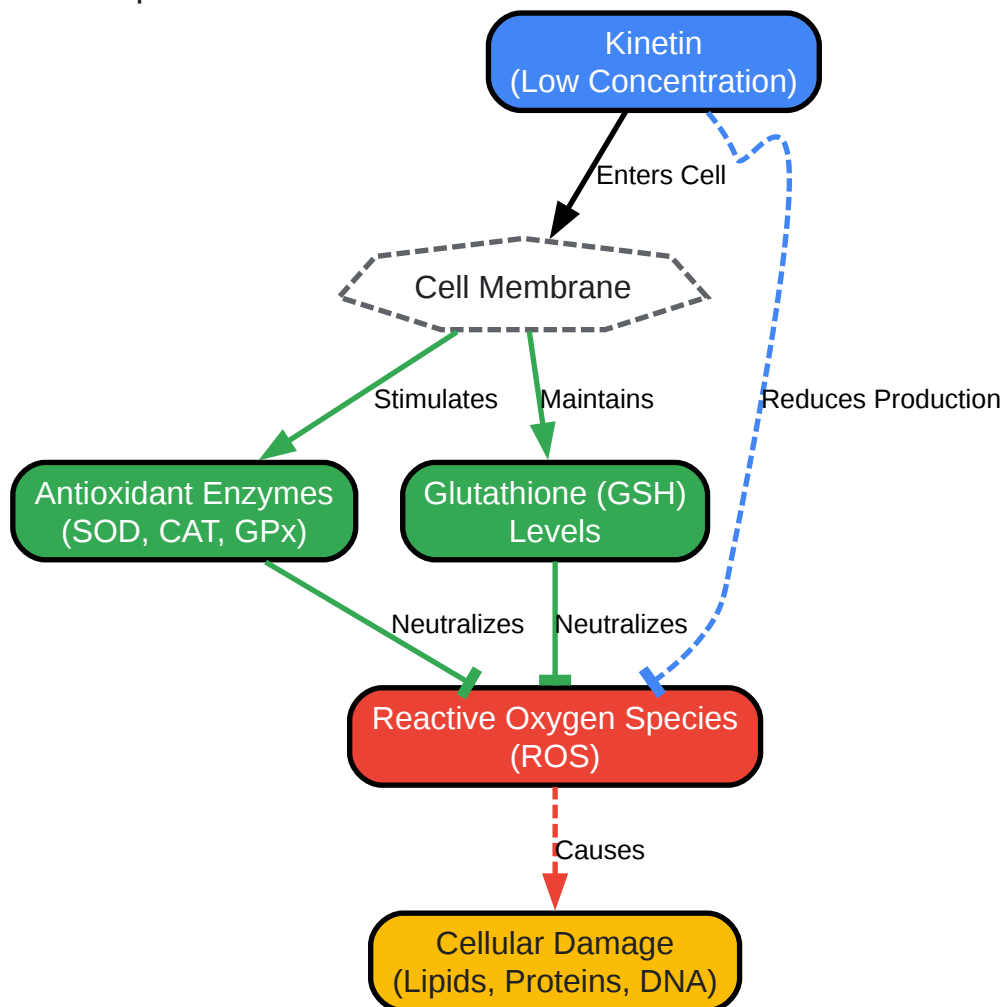 Kinetin
(Low Concentration)
Enters Cell
Cell Membrane
Stimulates
Maintains
Reduces Production
Antioxidant Enzymes
(SOD, CAT, GPx)
Glutathione (GSH)
Levels
Neutralizes
Neutralizes
Reactive Oxygen Species
(ROS)
Causes
Cellular Damage
(Lipids, Proteins, DNA)